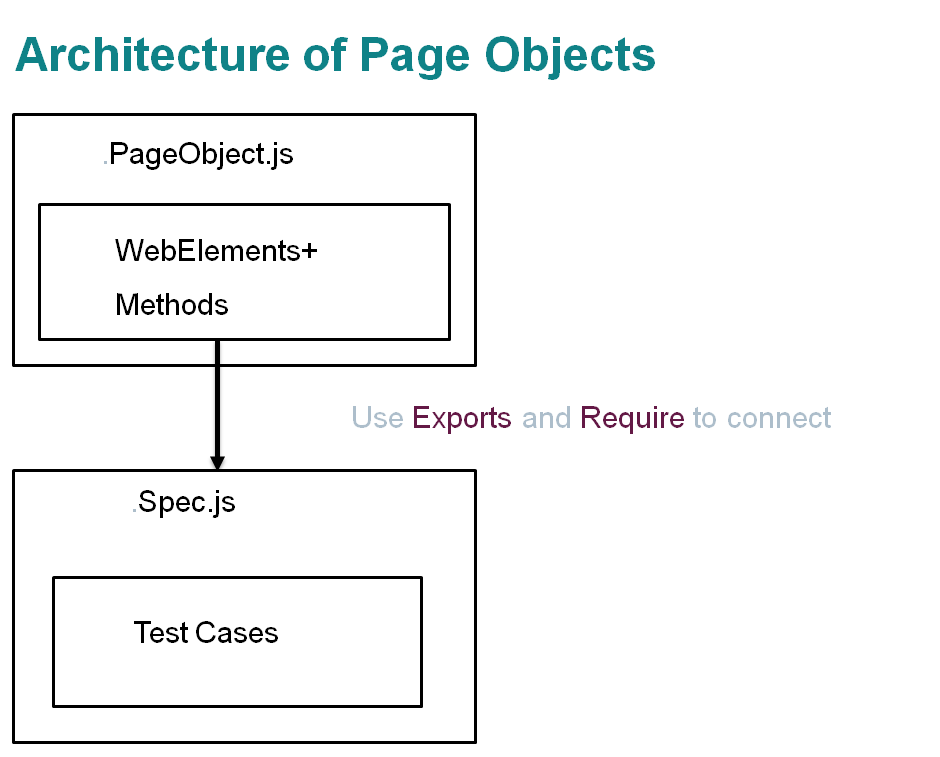 Architecture of Page Objects
.PageObject.js
WebElements+
Methods
Use Exports and Require to connect
.Spec.js
Test Cases